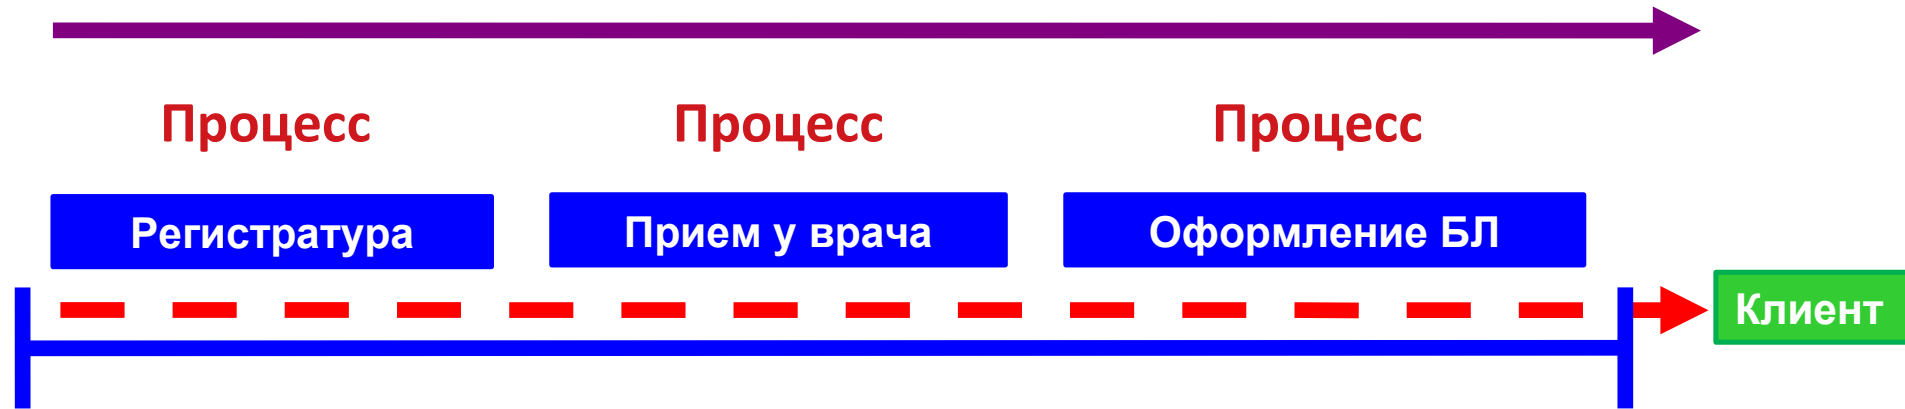 Процесс Процесс Процесс
Регистратура Прием у врача Оформление БЛ
Клиент